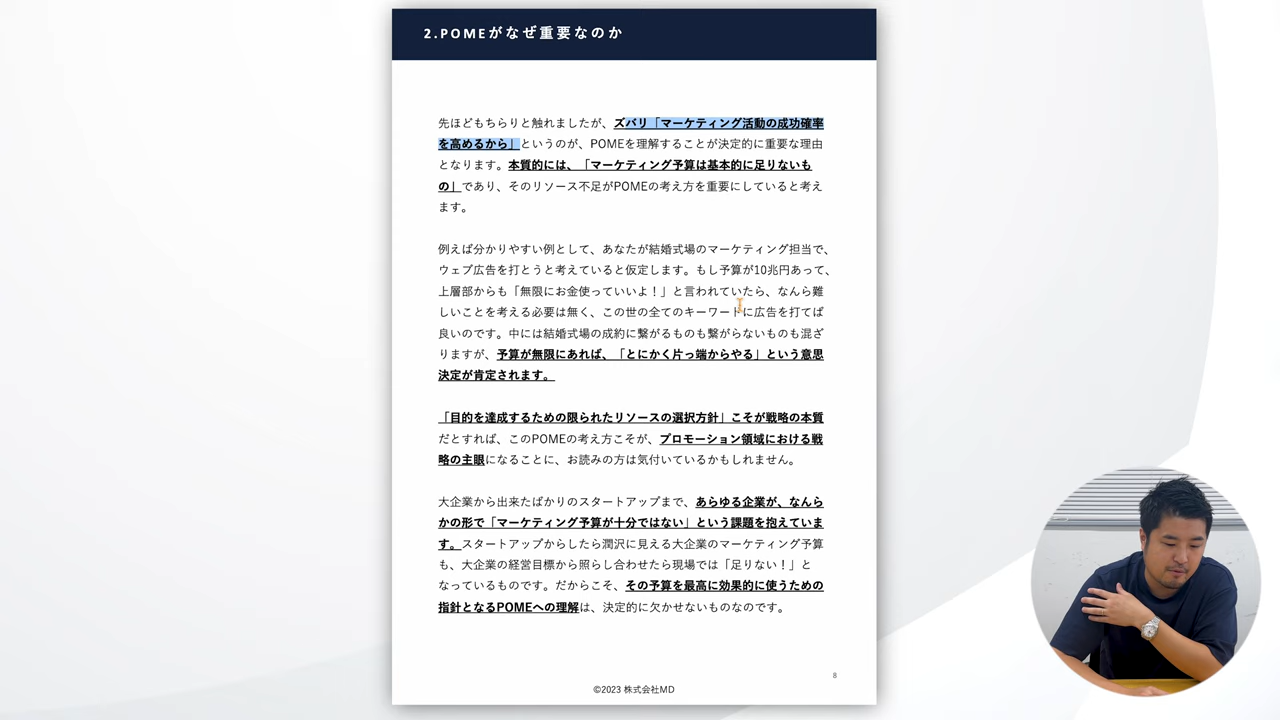 2.POMEがなぜ重要なのか
先ほどもちらりと触れましたが、ズバリ「マーケティング活動の成功確率
を高めるから」というのが、POMEを理解することが決定的に重要な理由
となります。本質的には、「マーケティング予算は基本的に足りないも
の」であり、そのリソース不足がPOMEの考え方を重要にしていると考え
ます。
例えば分かりやすい例として、あなたが結婚式場のマーケティング担当で、
ウェブ広告を打とうと考えていると仮定します。もし予算が10兆円あって、
上層部からも「無限にお金使っていいよ！」と言われていたら、なんら難
しいことを考える必要は無く、この世の全てのキーワードに広告を打てば
良いのです。中には結婚式場の成約に繋がるものも繋がらないものも混ざ
りますが、予算が無限にあれば、「とにかく片っ端からやる」という意思
決定が肯定されます。
「目的を達成するための限られたリソースの選択方針」こそが戦略の本質
だとすれば、このPOMEの考え方こそが、プロモーション領域における戦
略の主眼になることに、お読みの方は気付いているかもしれません。
大企業から出来たばかりのスタートアップまで、あらゆる企業が、なんら
かの形で「マーケティング予算が十分ではない」という課題を抱えていま
す。スタートアップからしたら潤沢に見える大企業のマーケティング予算
も、大企業の経営目標から照らし合わせたら現場では「足りない！」と
なっているものです。だからこそ、その予算を最高に効果的に使うための
指針となるPOMEへの理解は、決定的に欠かせないものなのです。
8
©2023 株式会社MD